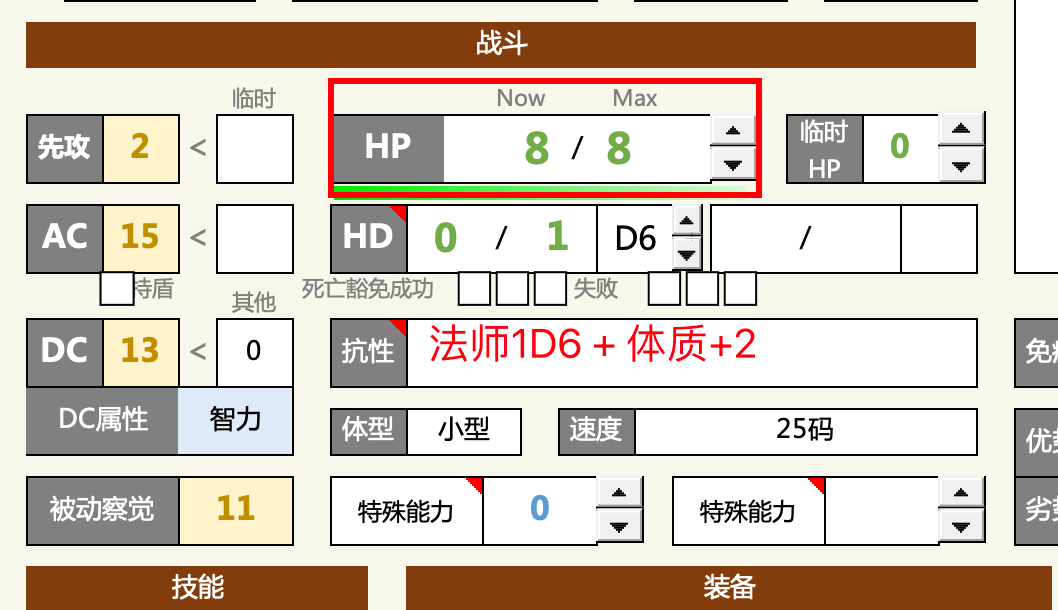 战斗
临时
Now Max
先攻 2 < HP 8 / 8 临时 HP 0
AC 15 < HD 0 / 1 D6 /
持盾 死亡豁免成功 失败
其他
DC 13 < 0 抗性 法师1D6 + 体质+2
DC属性 智力 体型 小型 速度 25码
被动察觉 11 特殊能力 0 特殊能力
技能 装备